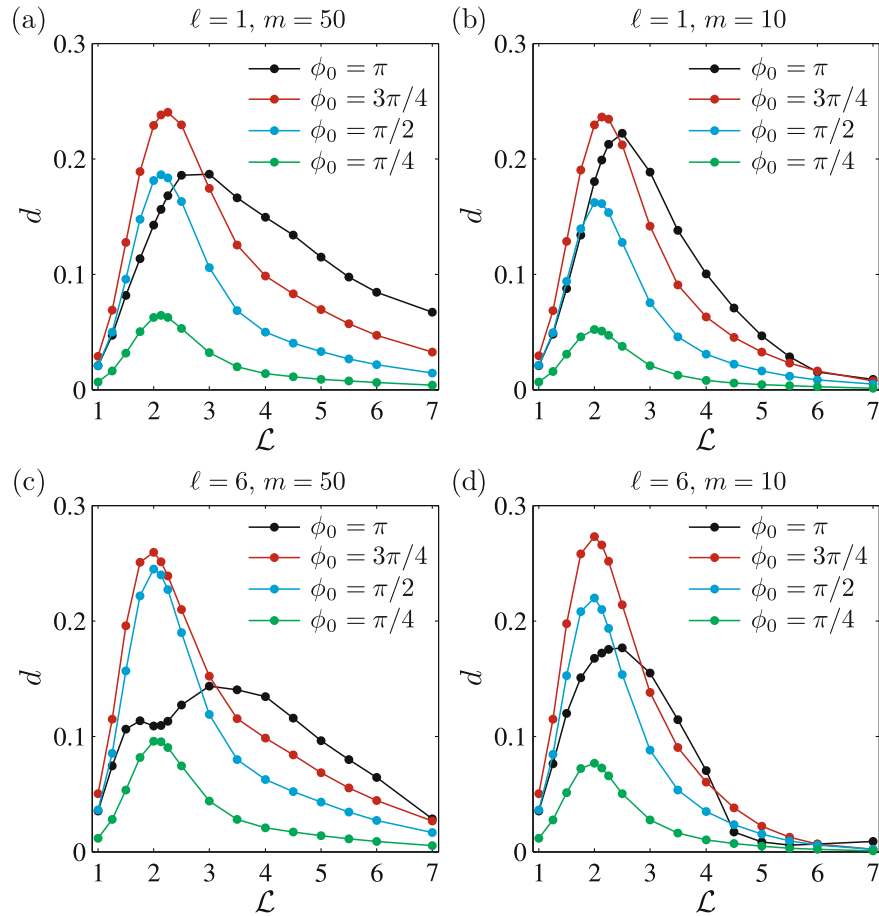 (a) ℓ = 1, m = 50
0.3
0.2
0.1
0
d
ϕ₀ = π
ϕ₀ = 3π/4
ϕ₀ = π/2
ϕ₀ = π/4
1 2 3 4 5 6 7
ℒ
(b) ℓ = 1, m = 10
0.3
0.2
0.1
0
d
ϕ₀ = π
ϕ₀ = 3π/4
ϕ₀ = π/2
ϕ₀ = π/4
1 2 3 4 5 6 7
ℒ
(c) ℓ = 6, m = 50
0.3
0.2
0.1
0
d
ϕ₀ = π
ϕ₀ = 3π/4
ϕ₀ = π/2
ϕ₀ = π/4
1 2 3 4 5 6 7
ℒ
(d) ℓ = 6, m = 10
0.3
0.2
0.1
0
d
ϕ₀ = π
ϕ₀ = 3π/4
ϕ₀ = π/2
ϕ₀ = π/4
1 2 3 4 5 6 7
ℒ